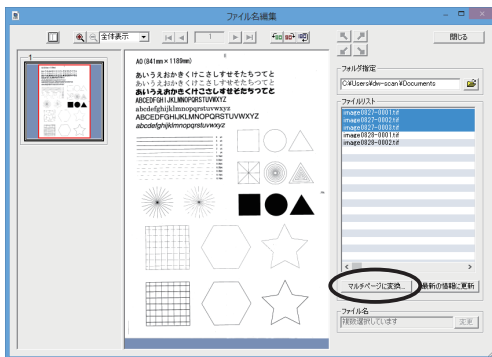 ファイル名編集
全体表示
1
閉じる
1
A0 (841mm×1189mm)
あいうえおかきくけこさしすせそたちつてと
あいうえおかきくけこさしすせそたちつてと
あいうえおかきくけこさしすせそたちつてと
ABCEDFGHIJKLMNOPQRSTUVWXYZ
abcdefghijklmnopqrstuvwxyz
ABCEDFGHIJKLMNOPQRSTUVWXYZ
abcdefghijklmnopqrstuvwxyz
フォルダ指定
C:¥Users¥dw-scan¥Documents
ファイルリスト
image0827-0001.tif
image0827-0002.tif
image0827-0003.tif
image0828-0001.tif
image0828-0002.tif
マルチページに変換...
最新の情報に更新
ファイル名
複数選択しています
変更